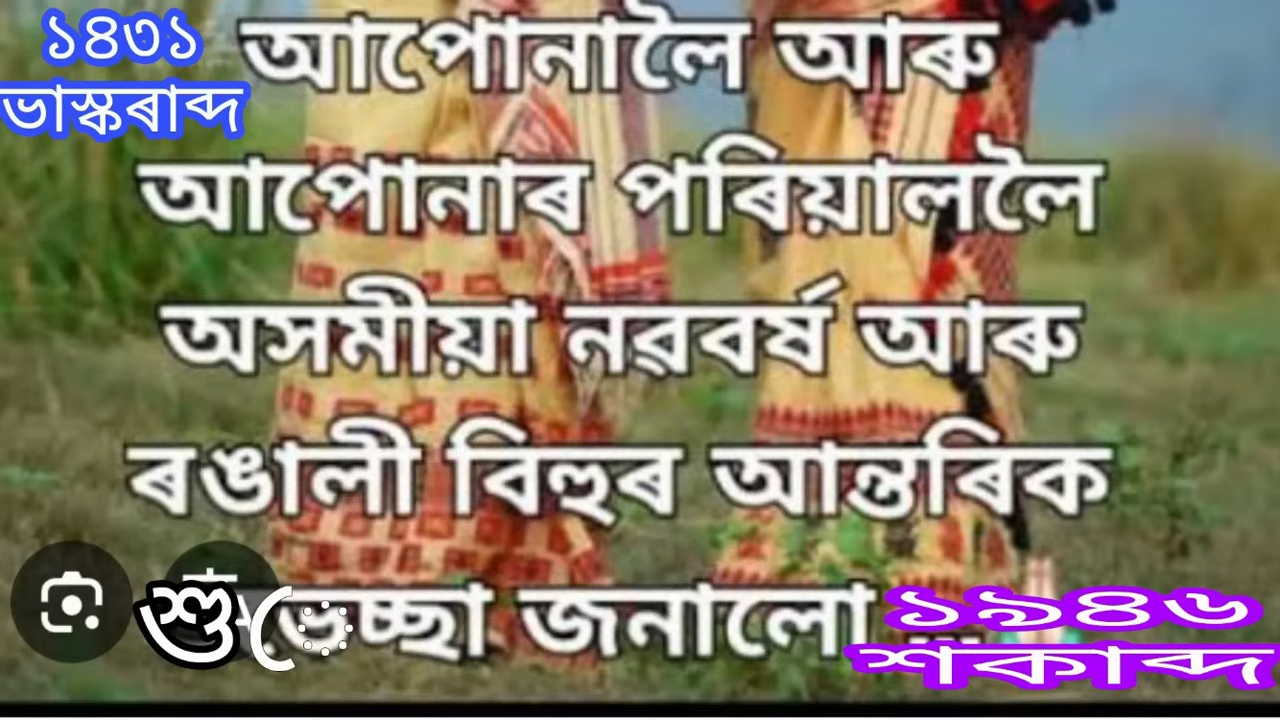 ১৪৩১
ভাস্কৰাব্দ
আপোনালৈ আৰু
আপোনাৰ পৰিয়াললৈ
অসমীয়া নৱবৰ্ষ আৰু
ৰঙালী বিহুৰ আন্তৰিক
শুভেচ্ছা জনালো ...
১৯৪৬
শকাব্দ